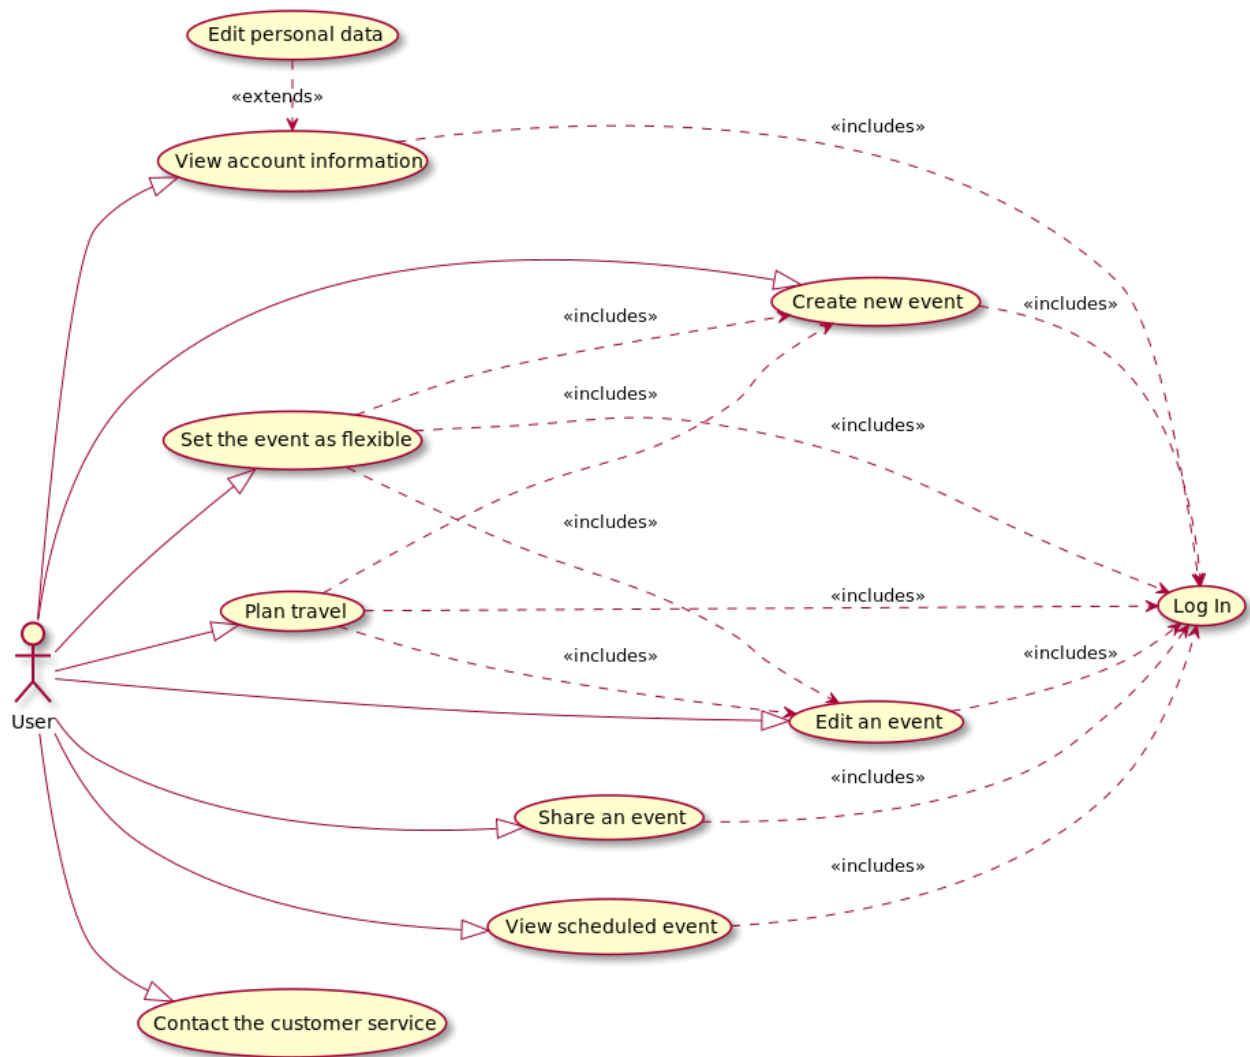 Edit personal data
«extends»
«includes»
View account information
Create new event
«includes»
«includes»
«includes»
«includes»
Set the event as flexible
«includes»
«includes»
Log In
Plan travel
«includes»
«includes»
User
Edit an event
«includes»
Share an event
«includes»
View scheduled event
Contact the customer service